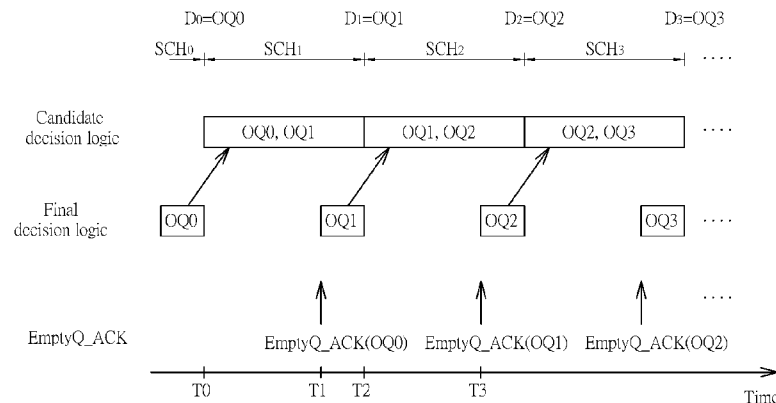 D0=OQ0 D1=OQ1 D2=OQ2 D3=OQ3
SCH0 SCH1 SCH2 SCH3 ....
Candidate
decision logic
OQ0, OQ1 OQ1, OQ2 OQ2, OQ3 ....
Final
decision logic
OQ0 OQ1 OQ2 OQ3 ....
....
EmptyQ_ACK
EmptyQ_ACK(OQ0) EmptyQ_ACK(OQ1) EmptyQ_ACK(OQ2)
T0 T1 T2 T3 Time